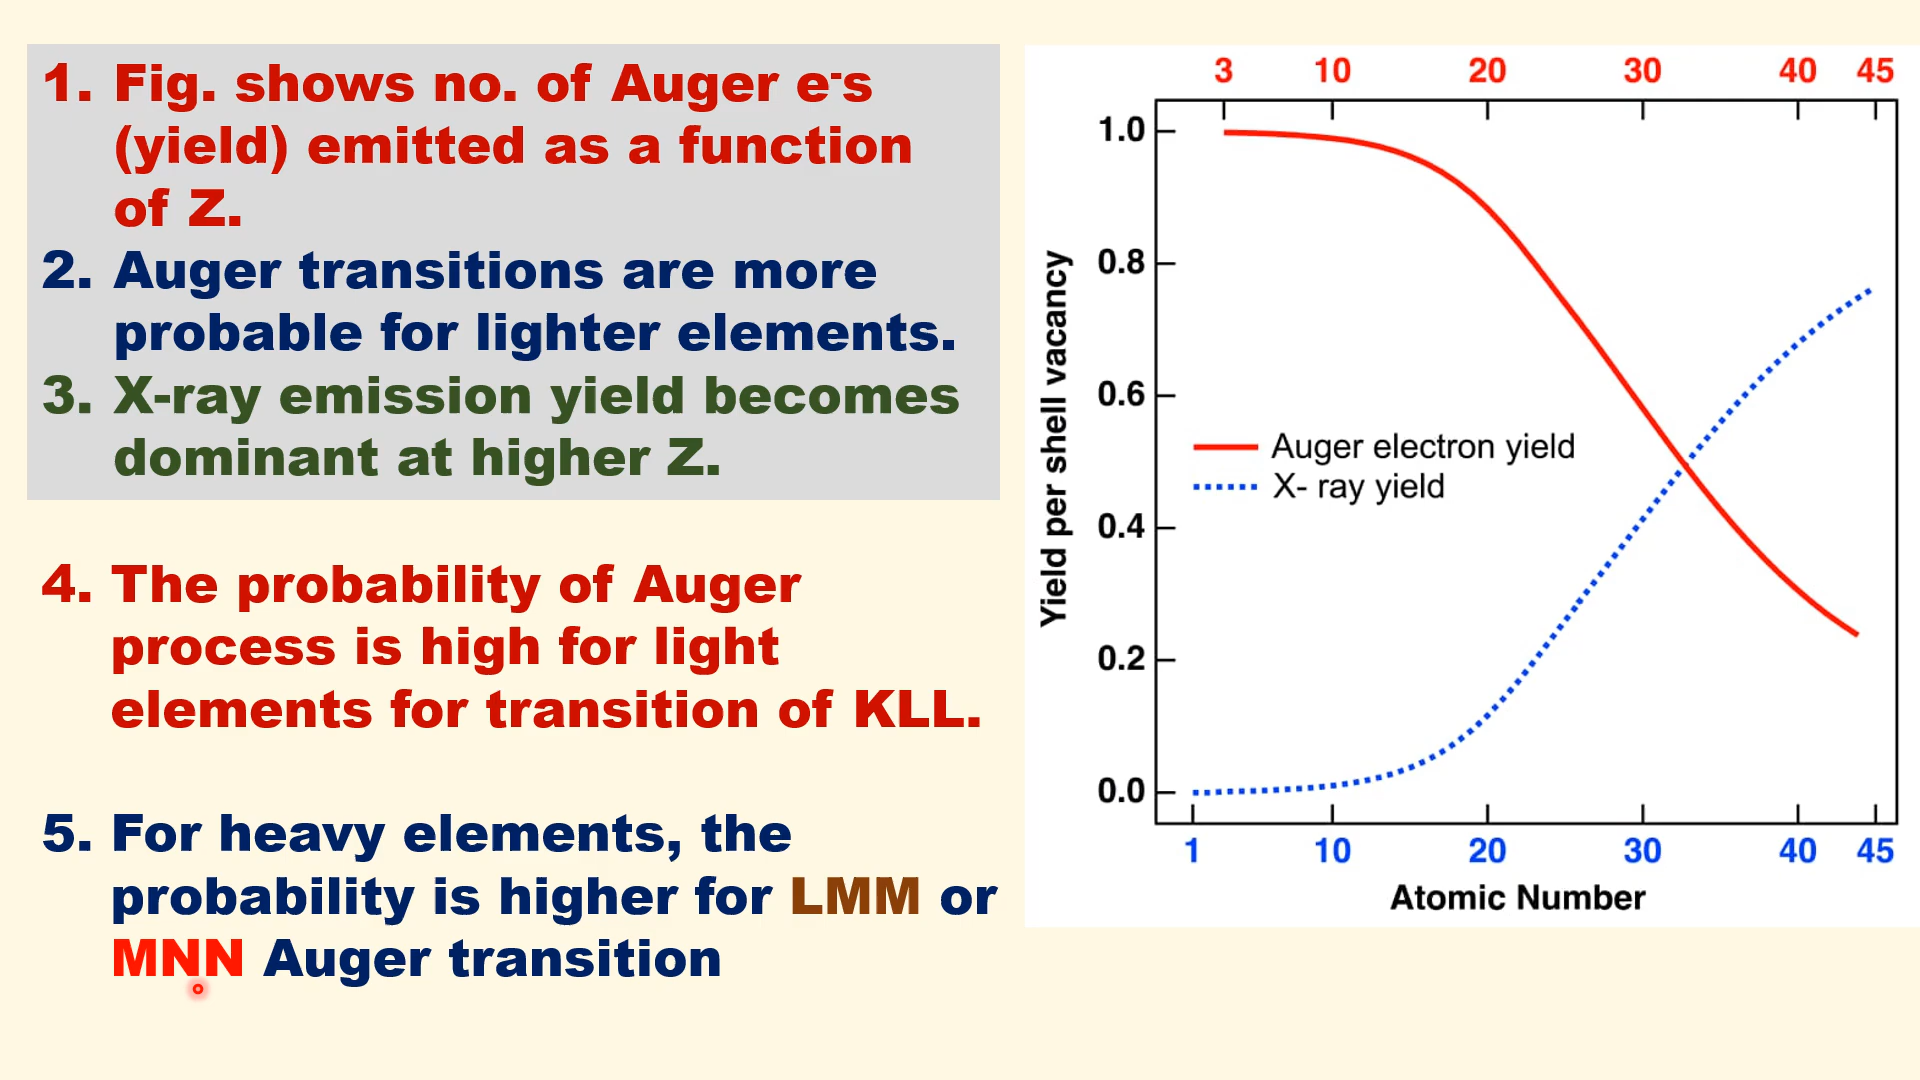 1. Fig. shows no. of Auger e-s
(yield) emitted as a function
of Z.
2. Auger transitions are more
probable for lighter elements.
3. X-ray emission yield becomes
dominant at higher Z.
4. The probability of Auger
process is high for light
elements for transition of KLL.
5. For heavy elements, the
probability is higher for LMM or
MNN Auger transition
3 10 20 30 40 45
1.0
0.8
0.6
0.4
0.2
0.0
Yield per shell vacancy
Auger electron yield
X- ray yield
1 10 20 30 40 45
Atomic Number